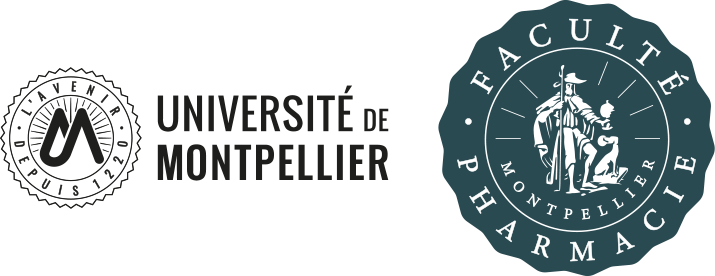 L'AVENIR
DEPUIS 1220
UNIVERSITÉ DE
MONTPELLIER
FACULTÉ
PHARMACIE
MONTPELLIER